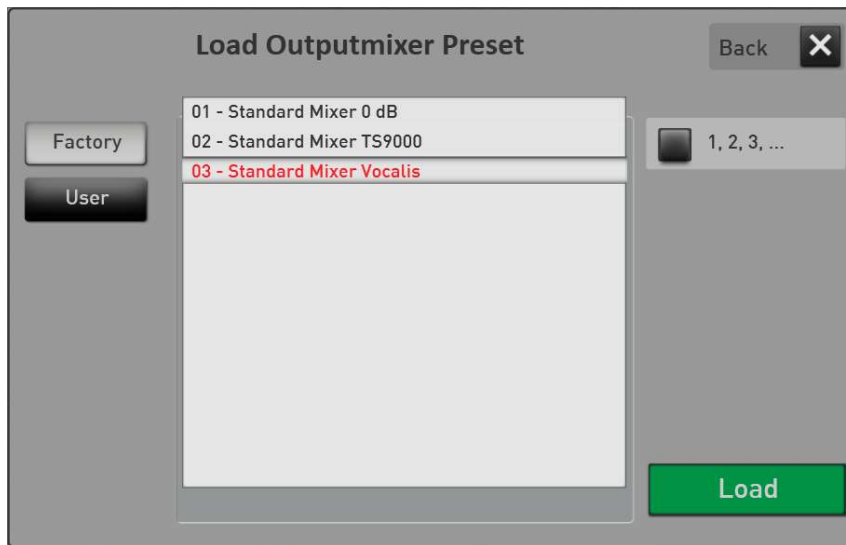 Load Outputmixer Preset
Back
Factory
User
01 - Standard Mixer 0 dB
02 - Standard Mixer TS9000
03 - Standard Mixer Vocalis
1, 2, 3, ...
Load